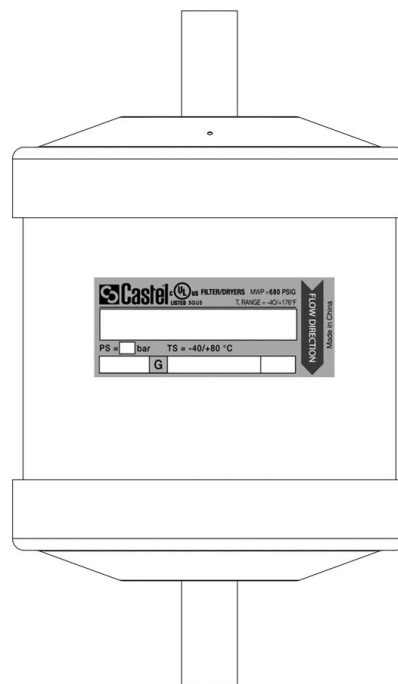 Castel c UL us FILTER/DRYERS MWP = 680 PSIG
LISTED 5GU5 T. RANGE = -40/+176°F
PS = bar TS = -40/+80 °C
G
FLOW DIRECTION
Made in China